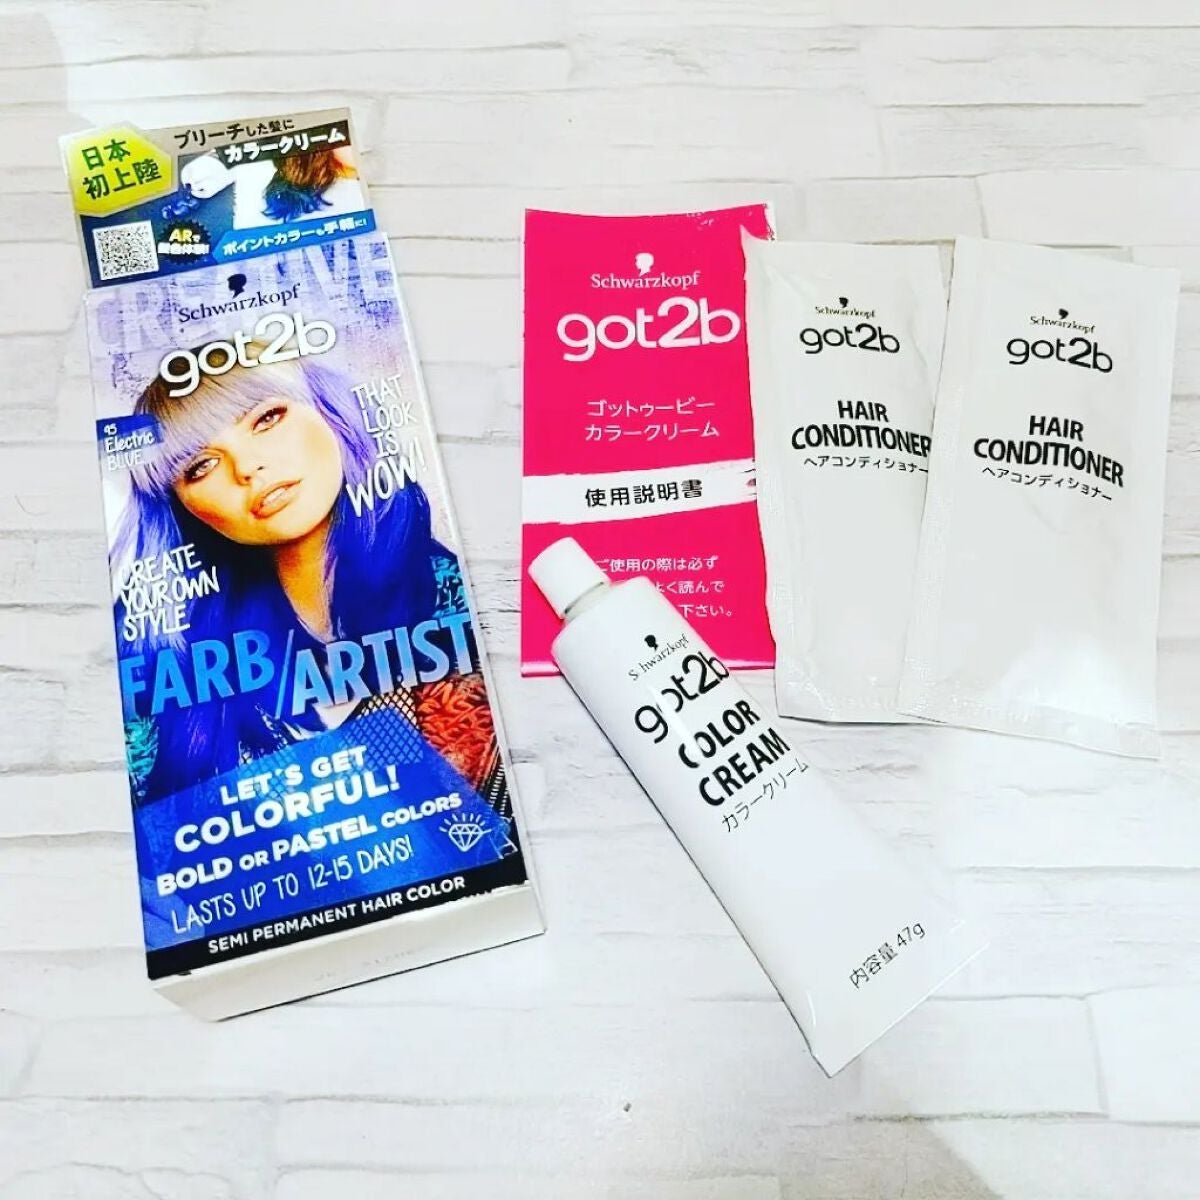 日本
初上陸
ブリーチした髪に
カラークリーム
ARで
ポイントカラーも手軽に!
CRE
Schwarzkopf
got2b
95
Electric
BLUE
THAT
LOOK
IS
WOW!
CREATE
YOUR OWN
STYLE
FARB/ARTIST
LET'S GET
COLORFUL!
BOLD OR PASTEL COLORS
LASTS UP TO 12-15 DAYS!
SEMI PERMANENT HAIR COLOR
Schwarzkopf
got2b
ゴットゥービー
カラークリーム
使用説明書
ご使用の際は必ず
よく読んで
下さい。
Schwarzkopf
got2b
HAIR
CONDITIONER
ヘアコンディショナー
Schwarzkopf
got2b
HAIR
CONDITIONER
ヘアコンディショナー
Schwarzkopf
got2b
COLOR
CREAM
カラークリーム
内容量 47g